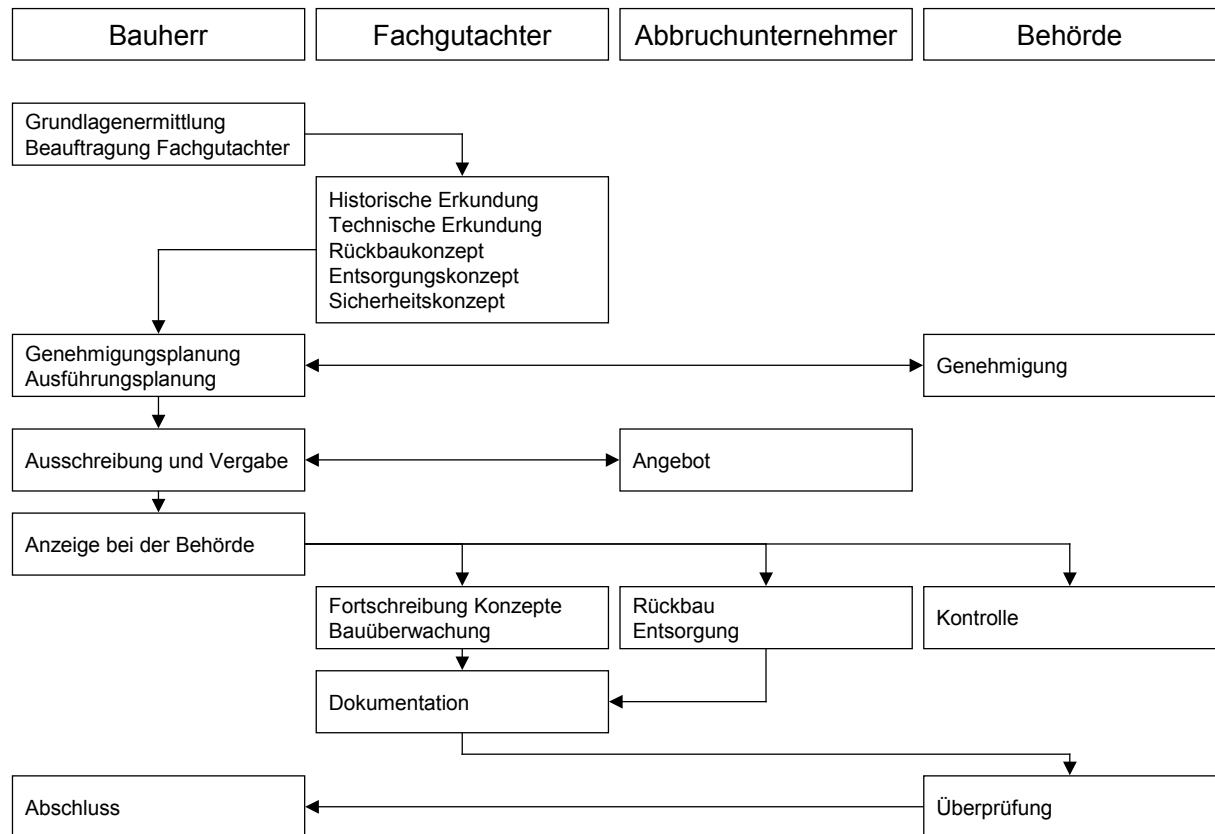 Bauherr
Fachgutachter
Abbruchunternehmer
Behörde
Grundlagenermittlung
Beauftragung Fachgutachter
Historische Erkundung
Technische Erkundung
Rückbaukonzept
Entsorgungskonzept
Sicherheitskonzept
Genehmigungsplanung
Ausführungsplanung
Genehmigung
Ausschreibung und Vergabe
Angebot
Anzeige bei der Behörde
Fortschreibung Konzepte
Bauüberwachung
Rückbau
Entsorgung
Kontrolle
Dokumentation
Abschluss
Überprüfung